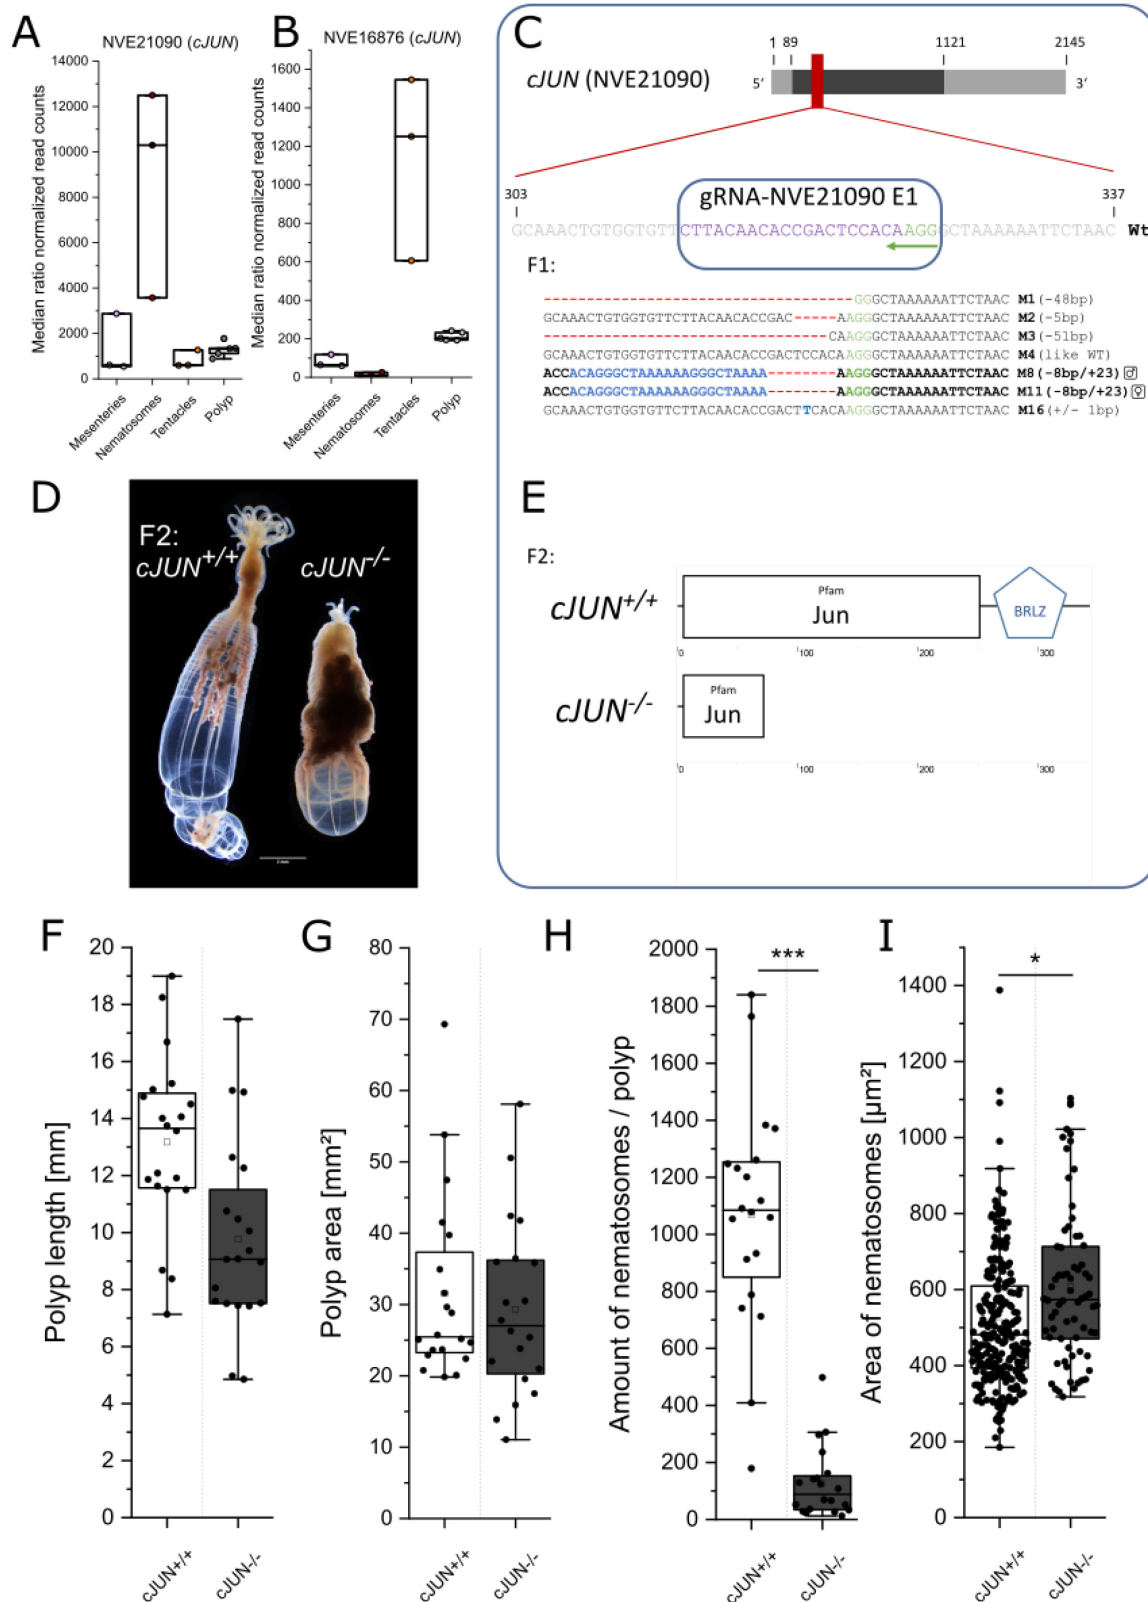 A
NVE21090 (cJUN)
Median ratio normalized read counts
14000
12000
10000
8000
6000
4000
2000
0
Mesenteries
Nematosomes
Tentacles
Polyp
B
NVE16876 (cJUN)
Median ratio normalized read counts
1600
1400
1200
1000
800
600
400
200
0
Mesenteries
Nematosomes
Tentacles
Polyp
C
1 89 1121 2145
cJUN (NVE21090) 5' 3'
303 gRNA-NVE21090 E1 337
GCAAACTGTGGTGTTCTTACAACACCGACTCCACAAGGGCTAAAAAATTCTAAC Wt
F1:
------------------------------------GGGCTAAAAAATTCTAAC M1(-48bp)
GCAAACTGTGGTGTTCTTACAACACCGAC-----AAGGGCTAAAAAATTCTAAC M2(-5bp)
---------------------------------CAAGGGCTAAAAAATTCTAAC M3(-51bp)
GCAAACTGTGGTGTTCTTACAACACCGACTCCACAAGGGCTAAAAAATTCTAAC M4(like WT)
ACCACAGGGCTAAAAAAGGGCTAAAA--------AAGGGCTAAAAAATTCTAAC M8(-8bp/+23)♂
ACCACAGGGCTAAAAAAGGGCTAAAA--------AAGGGCTAAAAAATTCTAAC M11(-8bp/+23)♀
GCAAACTGTGGTGTTCTTACAACACCGACTTCACAAGGGCTAAAAAATTCTAAC M16(+/- 1bp)
D
F2:
cJUN+/+ cJUN-/-
2 mm
E
F2:
cJUN+/+
Pfam
Jun
BRLZ
0 100 200 300
cJUN-/-
Pfam
Jun
0 100 200 300
F
Polyp length [mm]
20
18
16
14
12
10
8
6
4
2
0
cJUN+/+
cJUN-/-
G
Polyp area [mm²]
80
70
60
50
40
30
20
10
0
cJUN+/+
cJUN-/-
H
Amount of nematosomes / polyp
2000
1800
1600
1400
1200
1000
800
600
400
200
0
***
cJUN+/+
cJUN-/-
I
Area of nematosomes [µm²]
1400
1200
1000
800
600
400
200
0
*
cJUN+/+
cJUN-/-